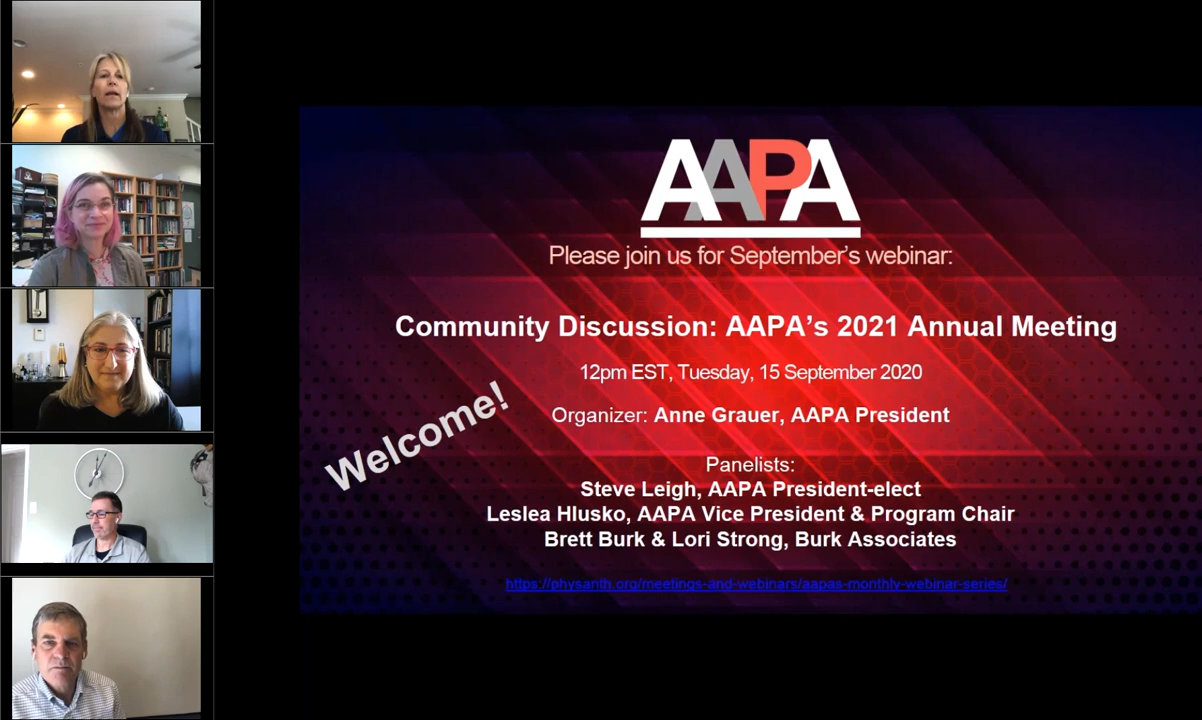 AAPA
Please join us for September's webinar:
Community Discussion: AAPA's 2021 Annual Meeting
12pm EST, Tuesday, 15 September 2020
Welcome!
Organizer: Anne Grauer, AAPA President
Panelists:
Steve Leigh, AAPA President-elect
Leslea Hlusko, AAPA Vice President & Program Chair
Brett Burk & Lori Strong, Burk Associates
https://physanth.org/meetings-and-webinars/aapas-monthly-webinar-series/